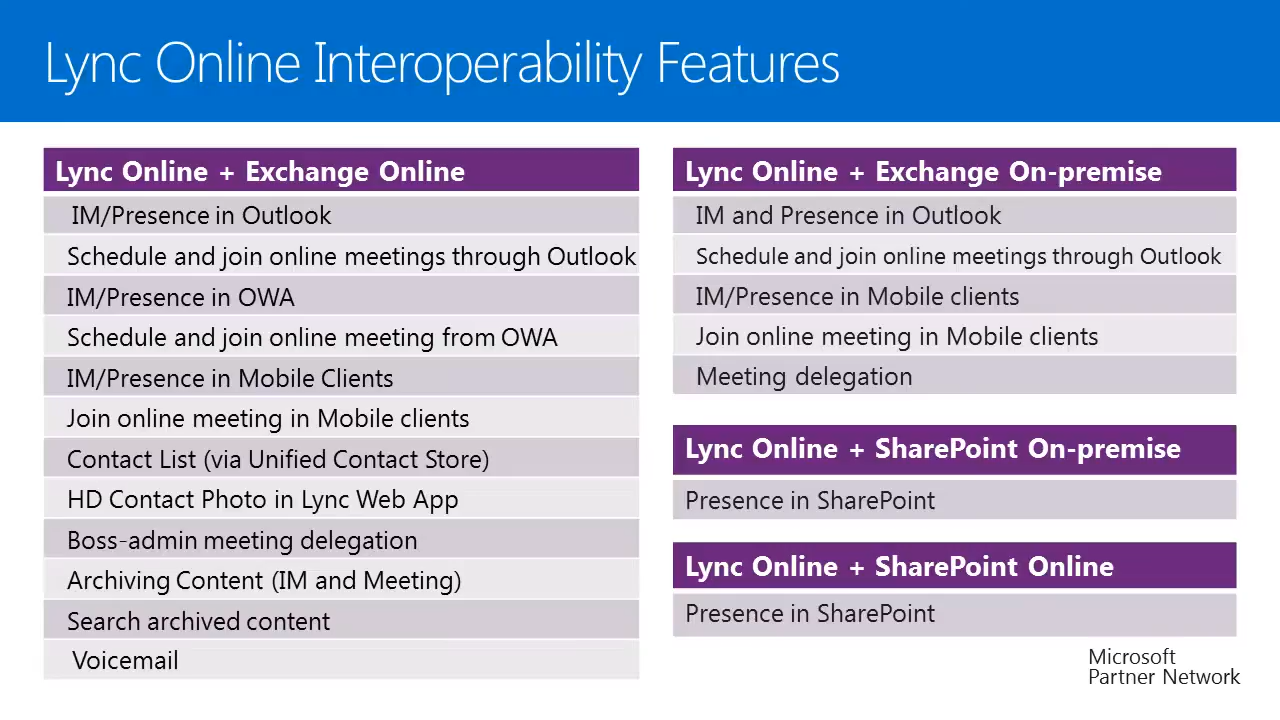 Lync Online Interoperability Features
Lync Online + Exchange Online
IM/Presence in Outlook
Schedule and join online meetings through Outlook
IM/Presence in OWA
Schedule and join online meeting from OWA
IM/Presence in Mobile Clients
Join online meeting in Mobile clients
Contact List (via Unified Contact Store)
HD Contact Photo in Lync Web App
Boss-admin meeting delegation
Archiving Content (IM and Meeting)
Search archived content
Voicemail
Lync Online + Exchange On-premise
IM and Presence in Outlook
Schedule and join online meetings through Outlook
IM/Presence in Mobile clients
Join online meeting in Mobile clients
Meeting delegation
Lync Online + SharePoint On-premise
Presence in SharePoint
Lync Online + SharePoint Online
Presence in SharePoint
Microsoft
Partner Network